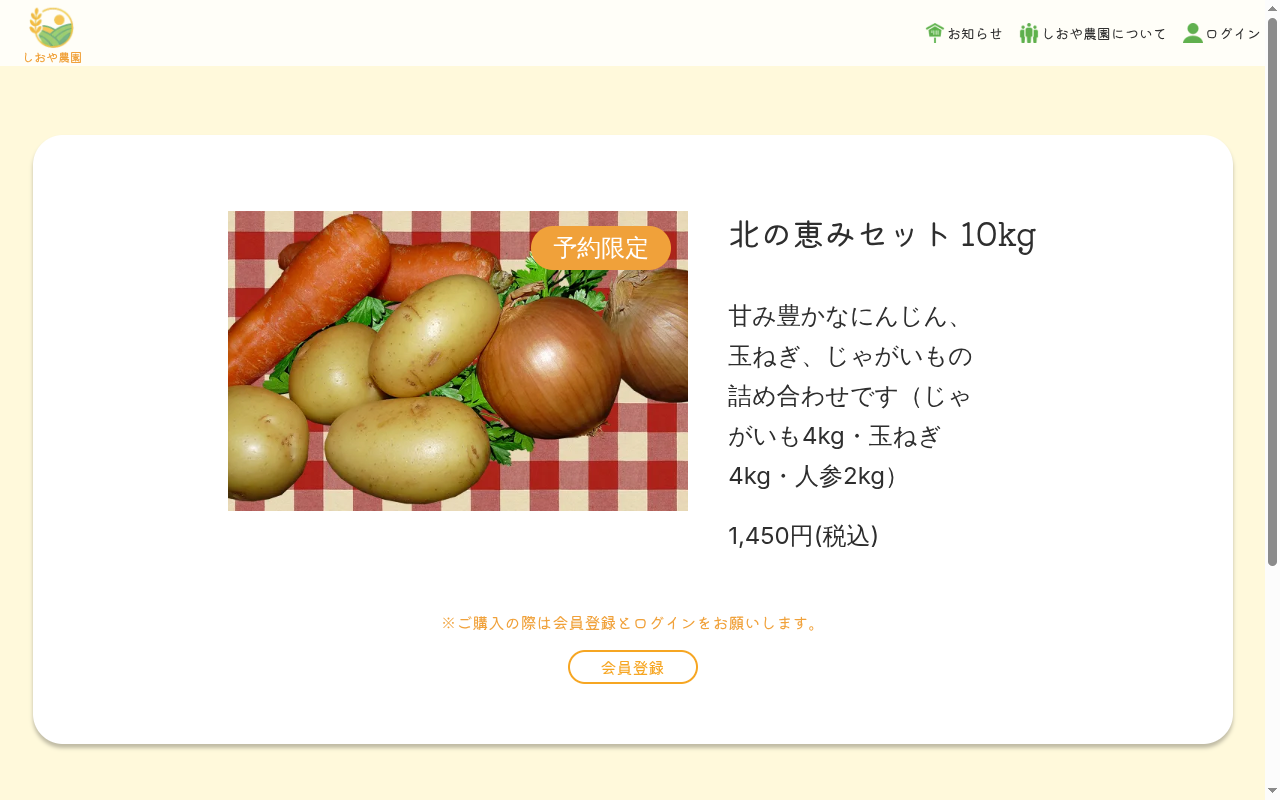 しおや農園
お知らせ
しおや農園について
ログイン
予約限定
北の恵みセット 10kg
甘み豊かなにんじん、
玉ねぎ、じゃがいもの
詰め合わせです（じゃ
がいも4kg・玉ねぎ
4kg・人参2kg）
1,450円(税込)
※ご購入の際は会員登録とログインをお願いします。
会員登録